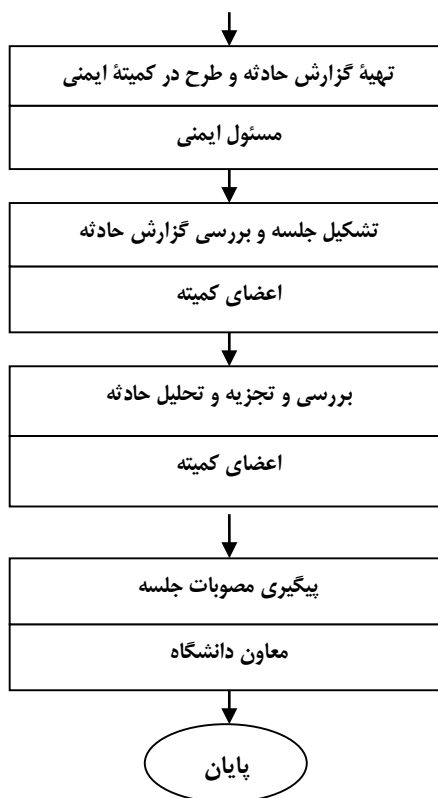 تهیهٔ گزارش حادثه و طرح در کمیتهٔ ایمنی
مسئول ایمنی
تشکیل جلسه و بررسی گزارش حادثه
اعضای کمیته
بررسی و تجزیه و تحلیل حادثه
اعضای کمیته
پیگیری مصوبات جلسه
معاون دانشگاه
پایان